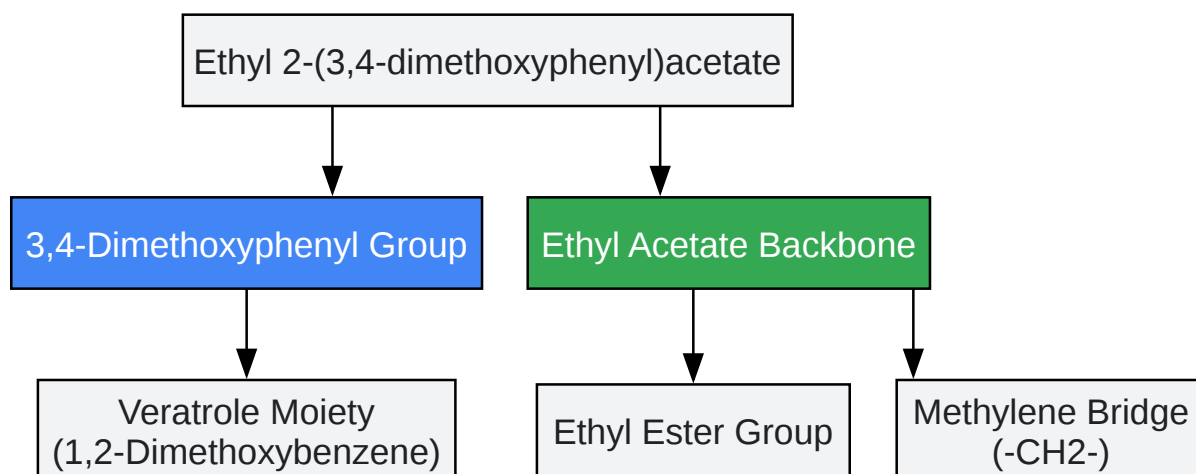 Ethyl 2-(3,4-dimethoxyphenyl)acetate
3,4-Dimethoxyphenyl Group
Ethyl Acetate Backbone
Veratrole Moiety
(1,2-Dimethoxybenzene)
Ethyl Ester Group
Methylene Bridge
(-CH2-)